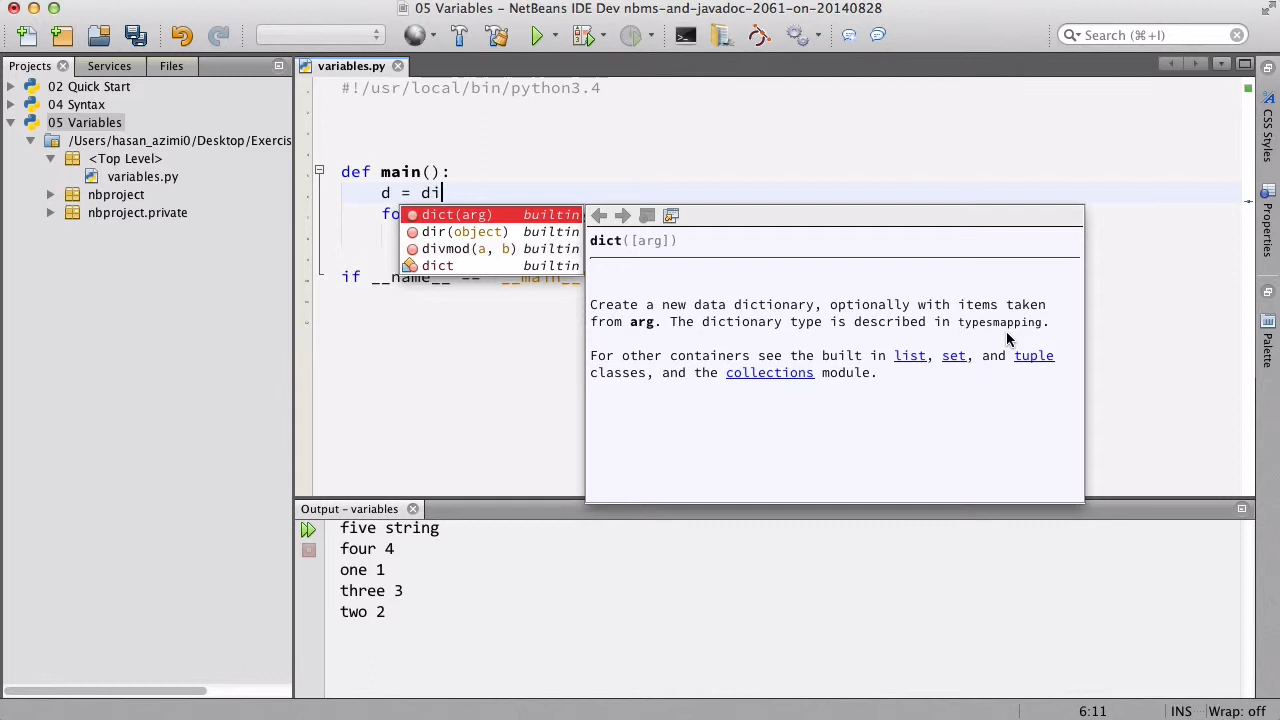 05 Variables - NetBeans IDE Dev nbms-and-javadoc-2061-on-20140828
Search (⌘+I)
Projects
Services
Files
variables.py
02 Quick Start
04 Syntax
05 Variables
/Users/hasan_azimi0/Desktop/Exercis
<Top Level>
variables.py
nbproject
nbproject.private
#!/usr/local/bin/python3.4
def main():
d = di
fo
if __name__ == "__main__
dict(arg) builtin
dir(object) builtin
divmod(a, b) builtin
dict builtin
dict([arg])
Create a new data dictionary, optionally with items taken
from arg. The dictionary type is described in typesmapping.
For other containers see the built in list, set, and tuple
classes, and the collections module.
CSS Styles
Properties
Palette
Output - variables
five string
four 4
one 1
three 3
two 2
6:11
INS
Wrap: off